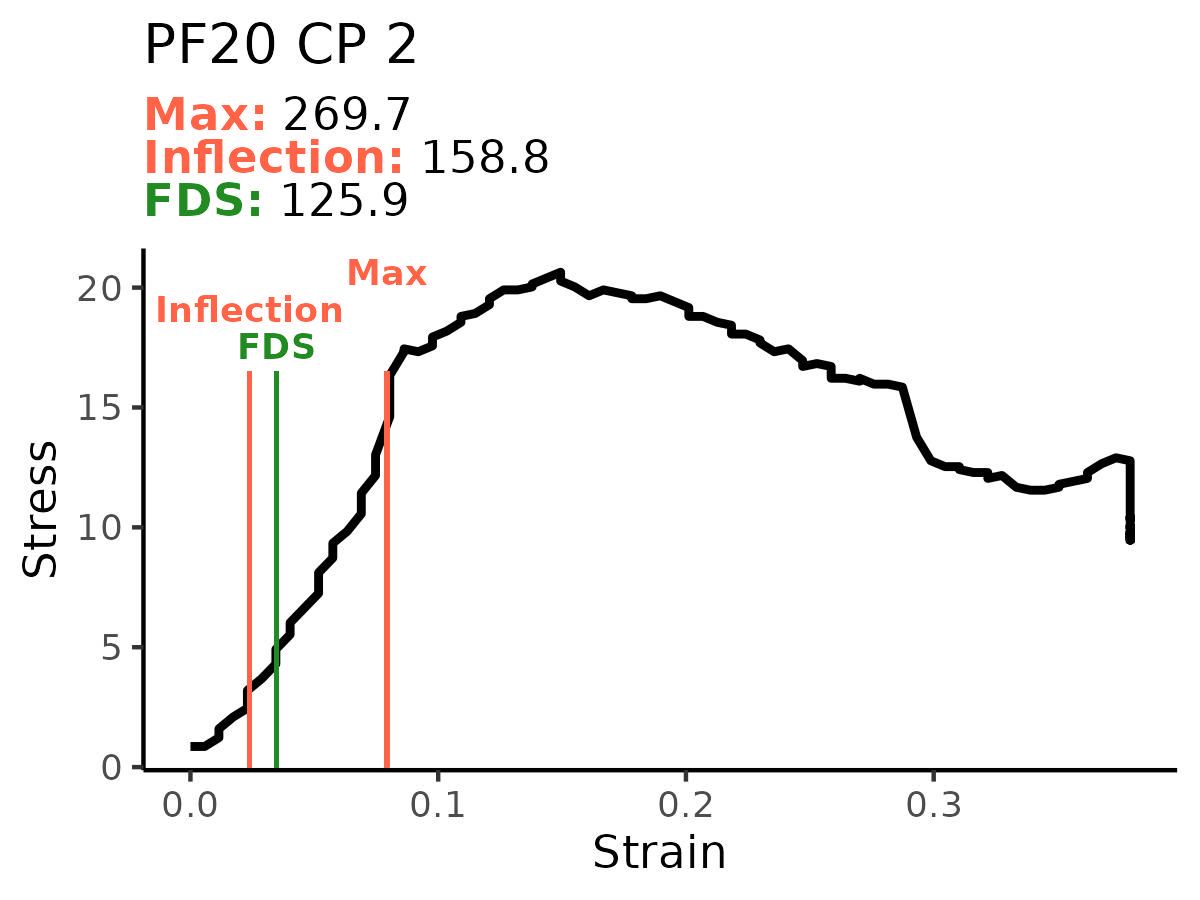 PF20 CP 2
Max: 269.7
Inflection: 158.8
FDS: 125.9
Max
Inflection
FDS
20
15
10
5
0
Stress
0.0 0.1 0.2 0.3
Strain